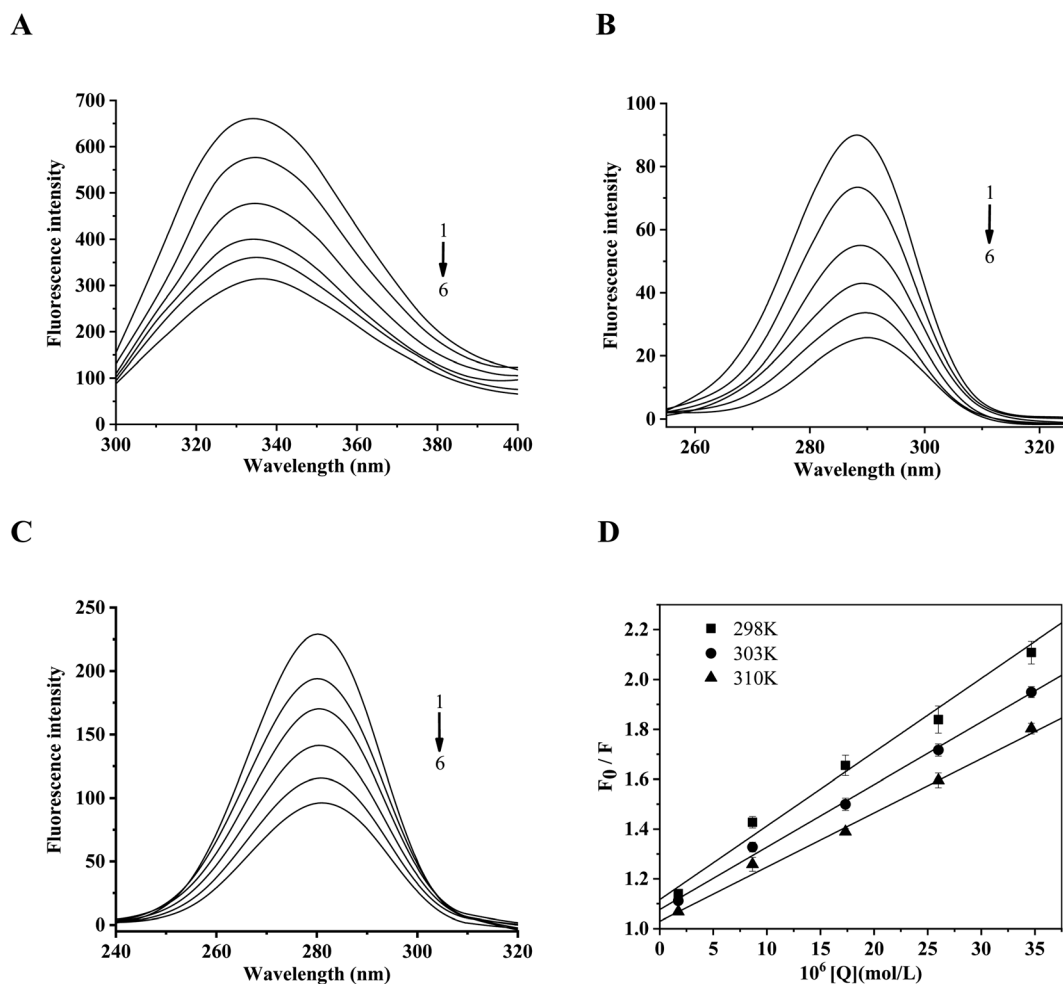 A
700
600
500
400
300
200
100
0
300 320 340 360 380 400
Fluorescence intensity
Wavelength (nm)
1
6
B
100
80
60
40
20
0
260 280 300 320
Fluorescence intensity
Wavelength (nm)
1
6
C
250
200
150
100
50
0
240 260 280 300 320
Fluorescence intensity
Wavelength (nm)
1
6
D
2.2
2.0
1.8
1.6
1.4
1.2
1.0
0 5 10 15 20 25 30 35
F0 / F
10^6 [Q](mol/L)
298K
303K
310K